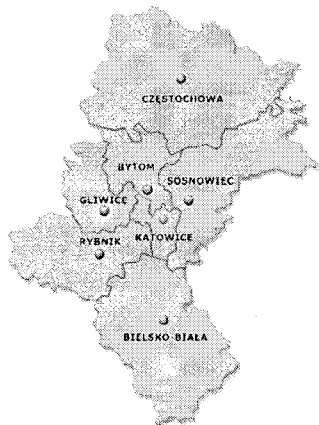 CZĘSTOCHOWA
BYTOM
SOSNOWIEC
GLIWICE
RYBNIK
KATOWICE
BIELSKO-BIAŁA